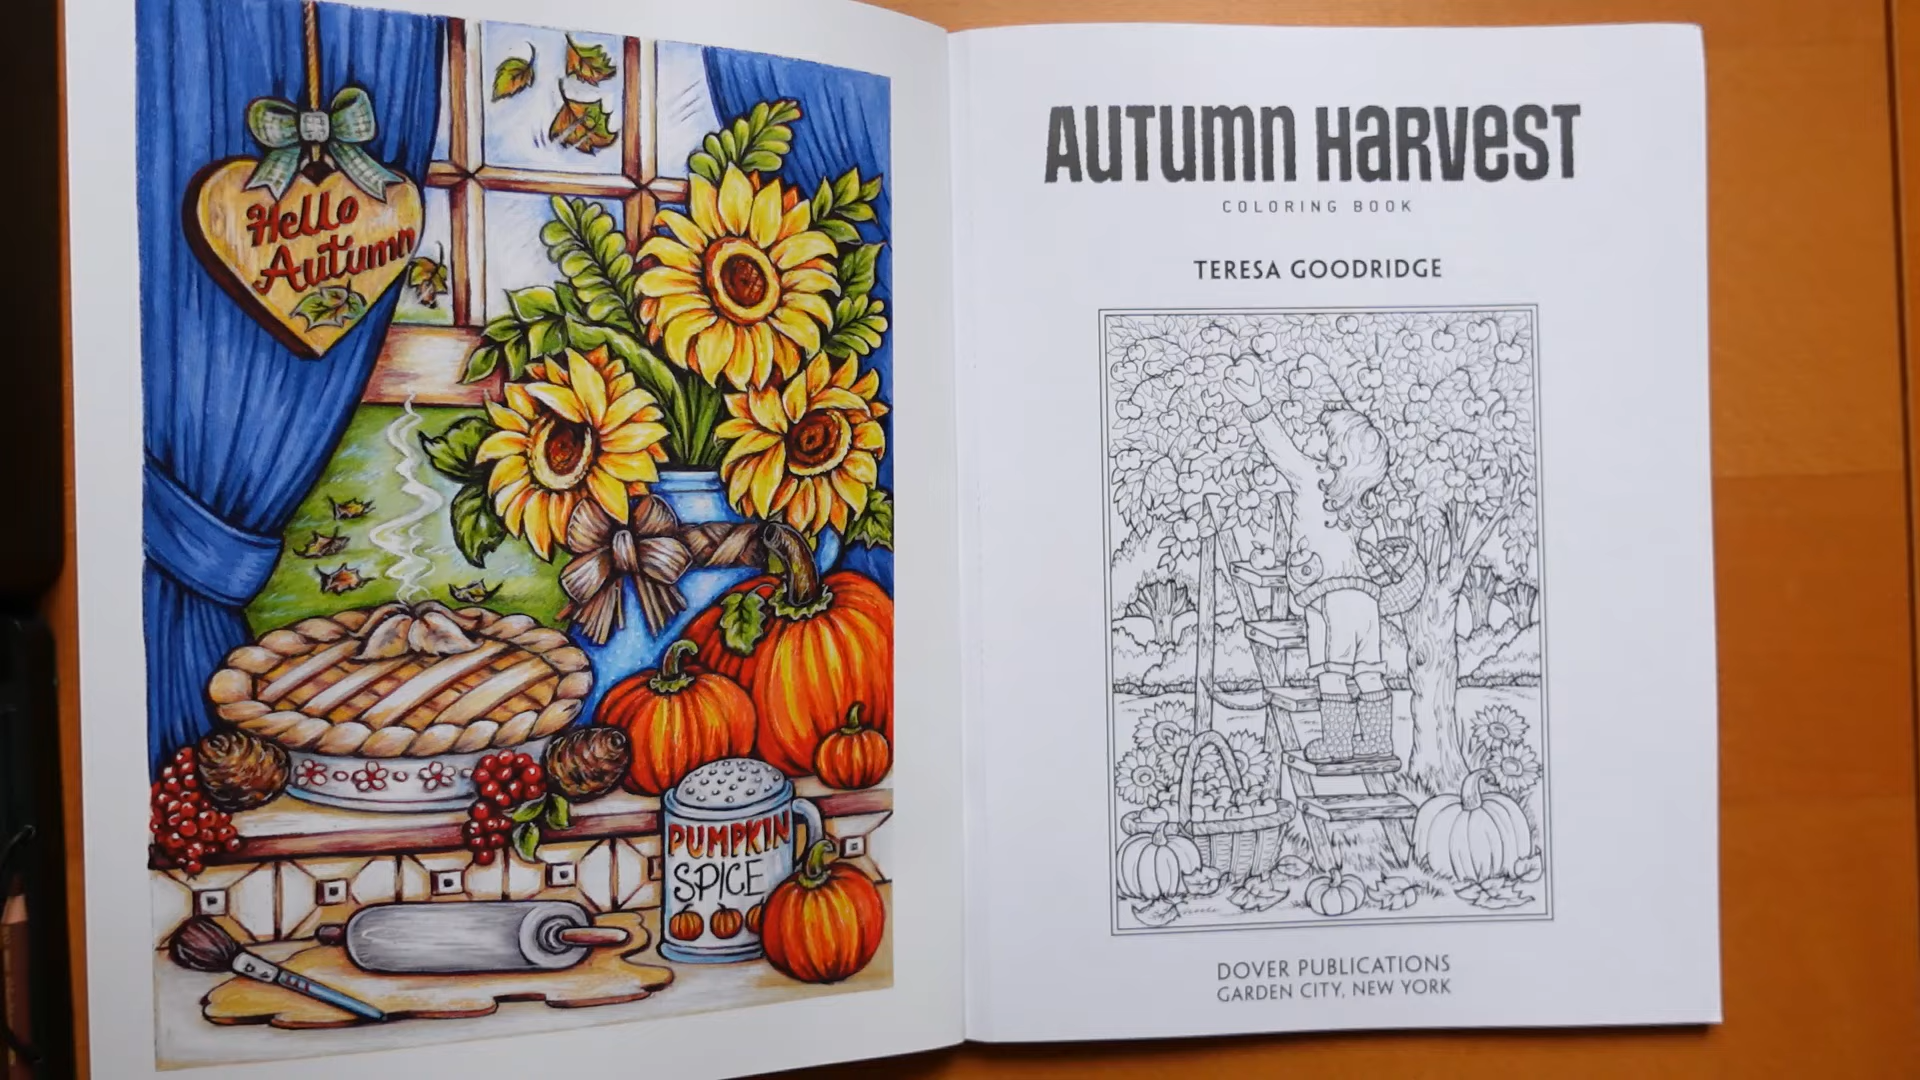 Hello
Autumn
PUMPKIN
SPICE
AUTUMN HARVEST
COLORING BOOK
TERESA GOODRIDGE
DOVER PUBLICATIONS
GARDEN CITY, NEW YORK